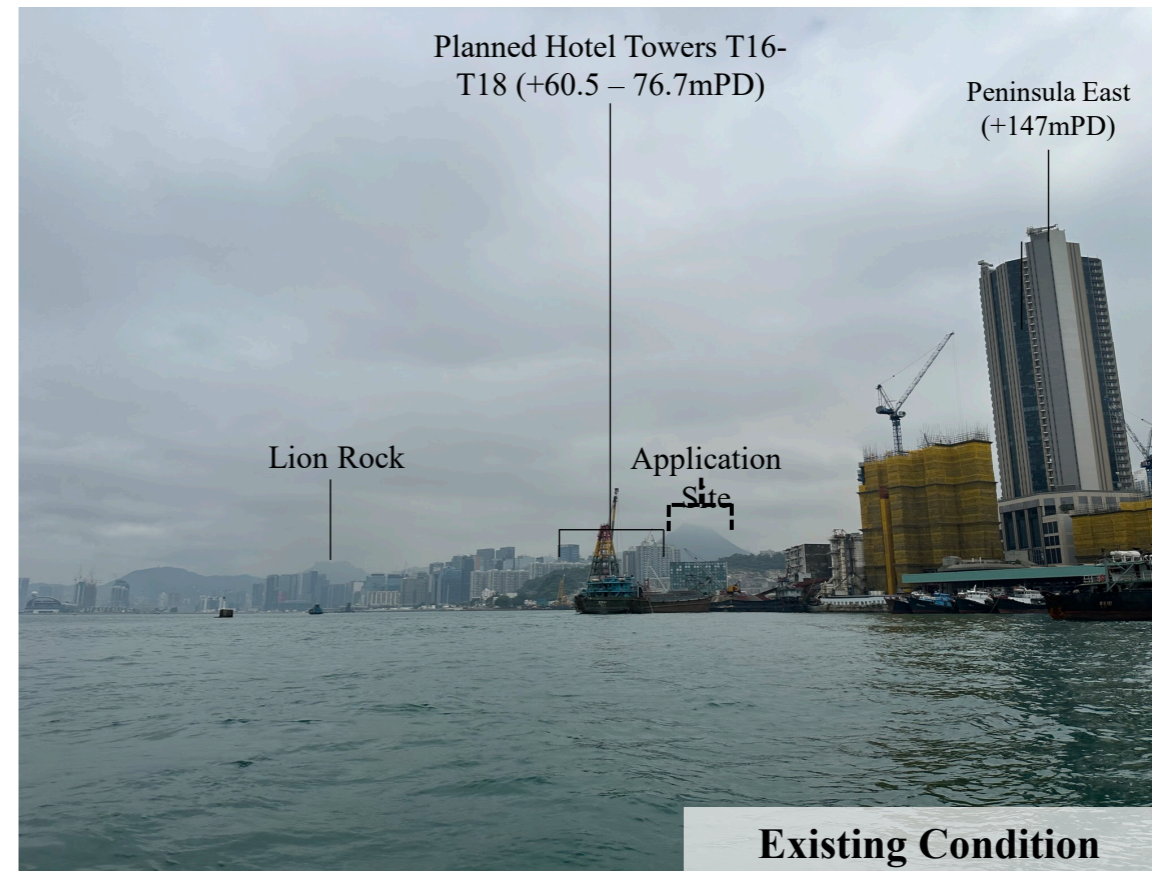 Planned Hotel Towers T16-
T18 (+60.5 – 76.7mPD)
Peninsula East
(+147mPD)
Lion Rock
Application
Site
Existing Condition